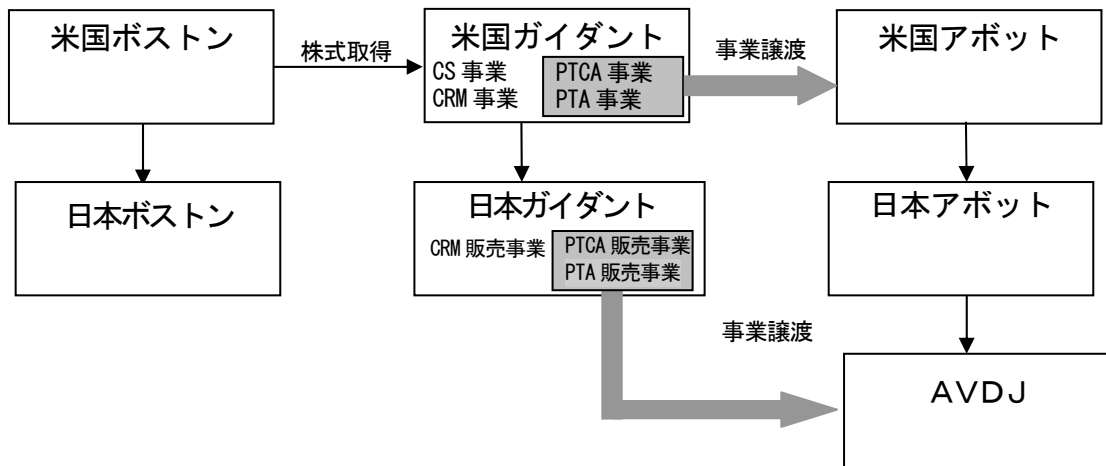 米国ボストン
株式取得
米国ガイダント
CS 事業
CRM 事業
PTCA 事業
PTA 事業
事業譲渡
米国アボット
日本ボストン
日本ガイダント
CRM 販売事業
PTCA 販売事業
PTA 販売事業
日本アボット
事業譲渡
ＡＶＤＪ